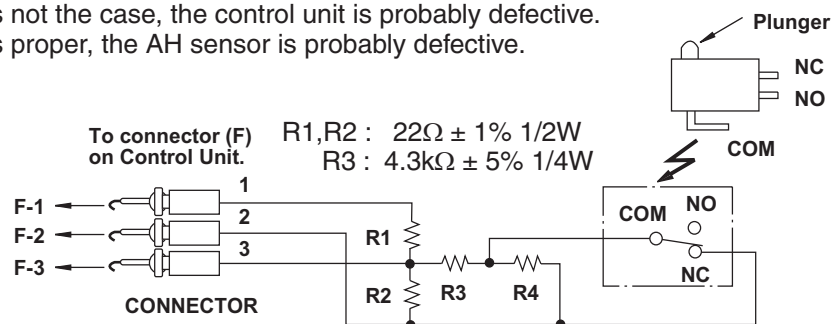 s not the case, the control unit is probably defective.
s proper, the AH sensor is probably defective.
Plunger
NC
NO
COM
To connector (F)
on Control Unit.
R1,R2 : 22Ω ± 1% 1/2W
R3 : 4.3kΩ ± 5% 1/4W
1
F-1
2
F-2
3
F-3
CONNECTOR
R1
R2
R3
R4
COM
NO
NC